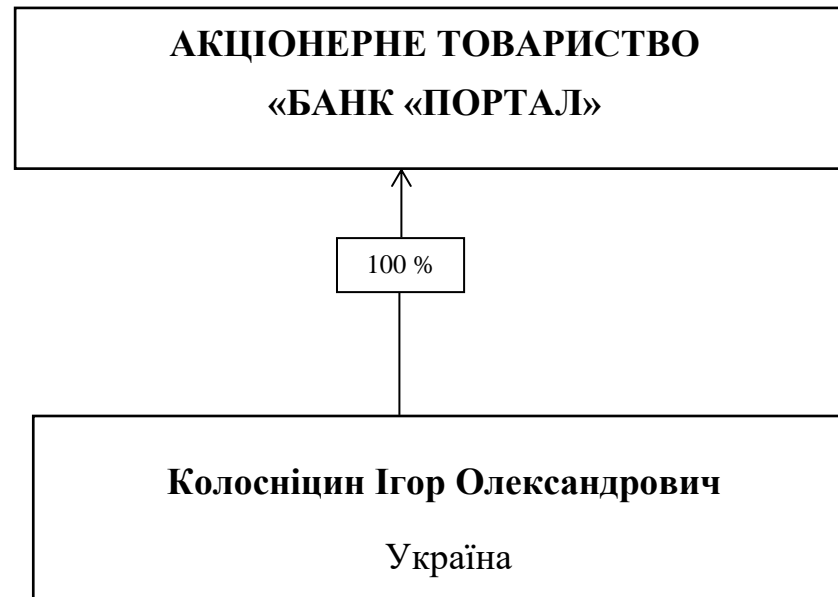 АКЦІОНЕРНЕ ТОВАРИСТВО
«БАНК «ПОРТАЛ»
100 %
Колосніцин Ігор Олександрович
Україна